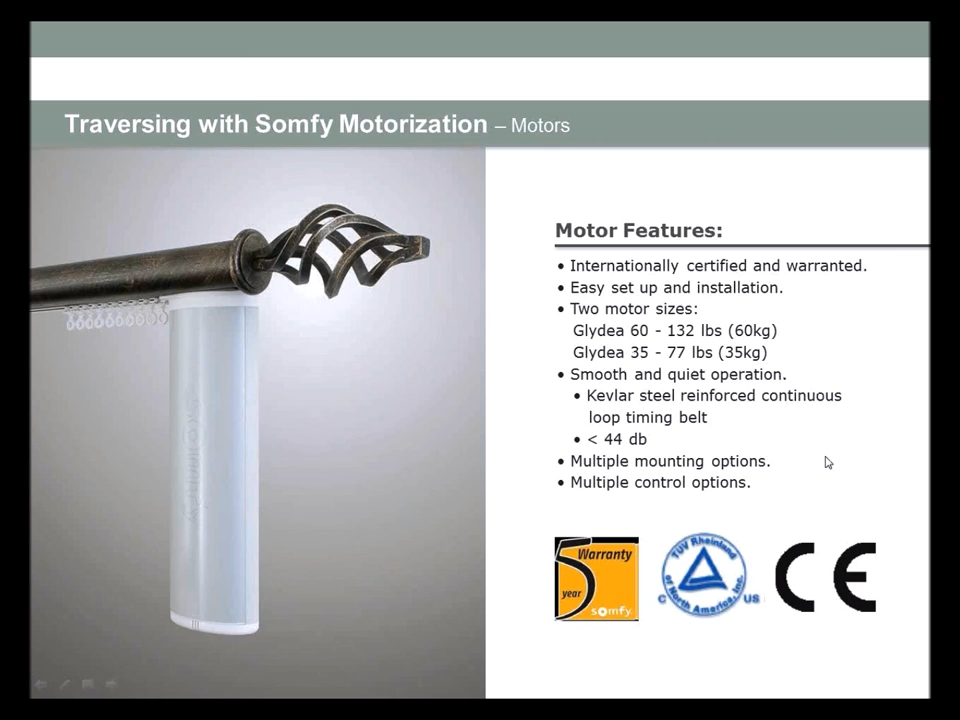 Traversing with Somfy Motorization – Motors
Motor Features:
• Internationally certified and warranted.
• Easy set up and installation.
• Two motor sizes:
Glydea 60 - 132 lbs (60kg)
Glydea 35 - 77 lbs (35kg)
• Smooth and quiet operation.
• Kevlar steel reinforced continuous
loop timing belt
• < 44 db
• Multiple mounting options.
• Multiple control options.
somfy
5
Warranty
year
somfy.
TÜV Rheinland
of North America, Inc.
C US
CE